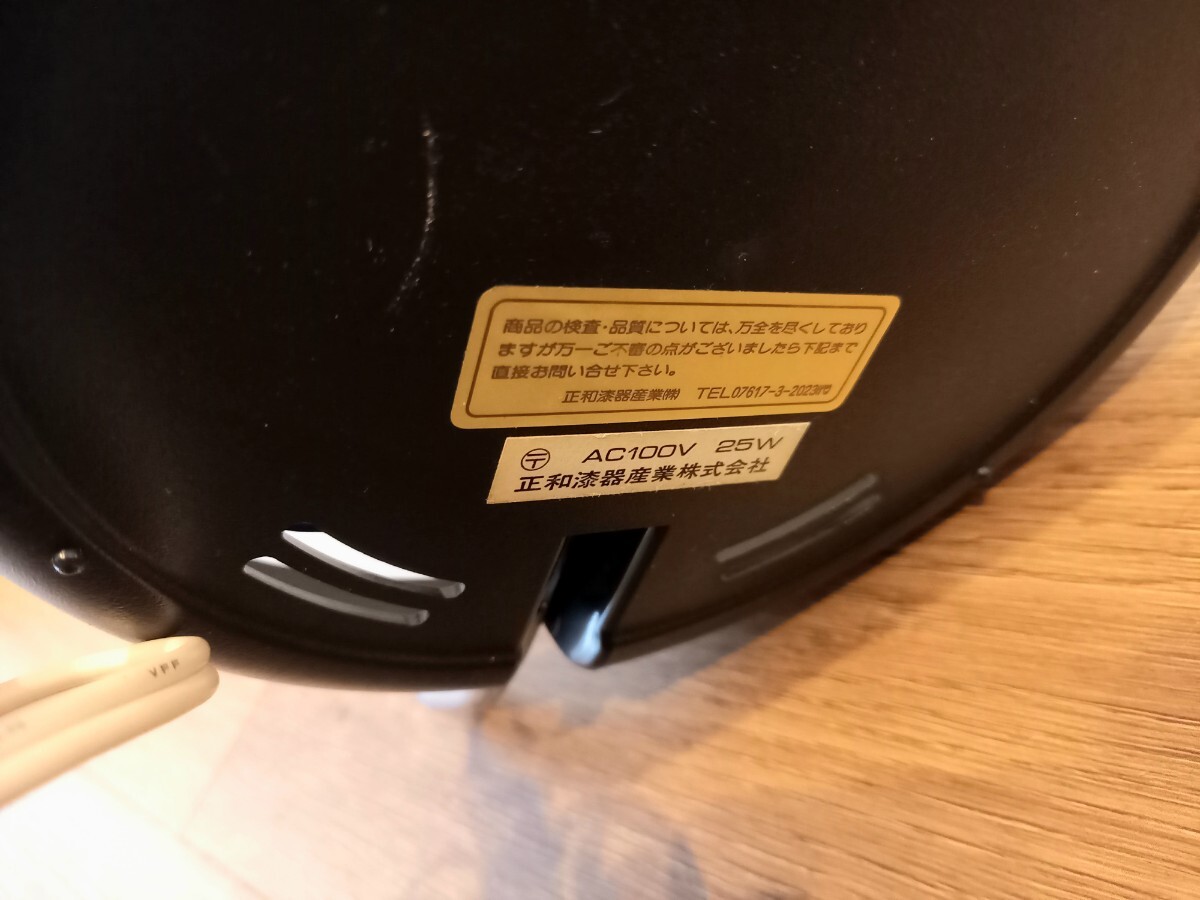 商品の検査・品質については、万全を尽くしており
ますが万一ご不審の点がございましたら下記まで
直接お問い合せ下さい。
正和漆器産業㈱ TEL07617-3-2023㈹
〒 AC100V 25W
正和漆器産業株式会社
VFF